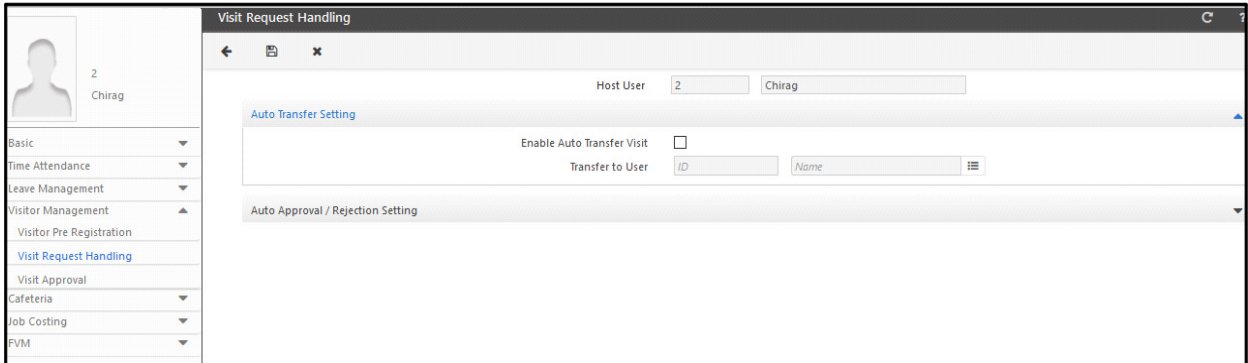 Visit Request Handling
?
2
Chirag
Host User 2 Chirag
Auto Transfer Setting
Enable Auto Transfer Visit
Transfer to User ID Name
Auto Approval / Rejection Setting
Basic
Time Attendance
Leave Management
Visitor Management
Visitor Pre Registration
Visit Request Handling
Visit Approval
Cafeteria
Job Costing
FVM